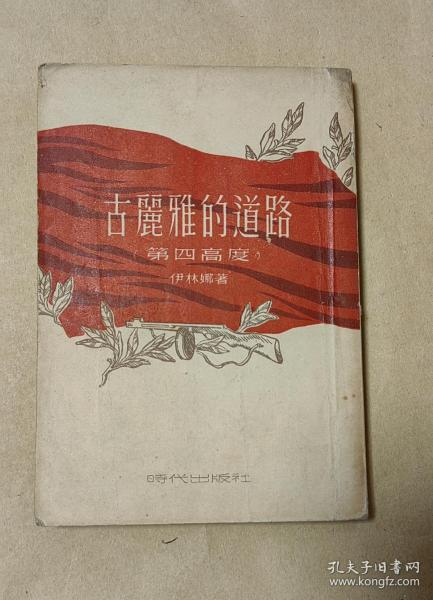 古麗雅的道路
(第四高度)
伊林娜著
時代出版社
孔夫子旧书网
www.kongfz.com